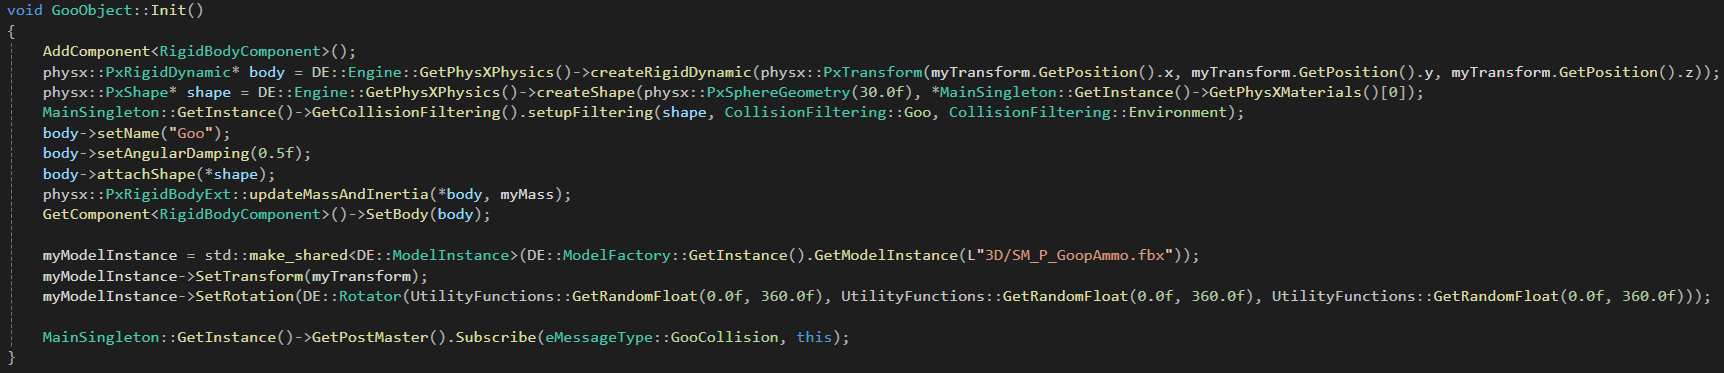 void GooObject::Init()
{
    AddComponent<RigidBodyComponent>();
    physx::PxRigidDynamic* body = DE::Engine::GetPhysXPhysics()->createRigidDynamic(physx::PxTransform(myTransform.GetPosition().x, myTransform.GetPosition().y, myTransform.GetPosition().z));
    physx::PxShape* shape = DE::Engine::GetPhysXPhysics()->createShape(physx::PxSphereGeometry(30.0f), *MainSingleton::GetInstance()->GetPhysXMaterials()[0]);
    MainSingleton::GetInstance()->GetCollisionFiltering().setupFiltering(shape, CollisionFiltering::Goo, CollisionFiltering::Environment);
    body->setName("Goo");
    body->setAngularDamping(0.5f);
    body->attachShape(*shape);
    physx::PxRigidBodyExt::updateMassAndInertia(*body, myMass);
    GetComponent<RigidBodyComponent>()->SetBody(body);

    myModelInstance = std::make_shared<DE::ModelInstance>(DE::ModelFactory::GetInstance().GetModelInstance(L"3D/SM_P_GoopAmmo.fbx"));
    myModelInstance->SetTransform(myTransform);
    myModelInstance->SetRotation(DE::Rotator(UtilityFunctions::GetRandomFloat(0.0f, 360.0f), UtilityFunctions::GetRandomFloat(0.0f, 360.0f), UtilityFunctions::GetRandomFloat(0.0f, 360.0f)));

    MainSingleton::GetInstance()->GetPostMaster().Subscribe(eMessageType::GooCollision, this);
}